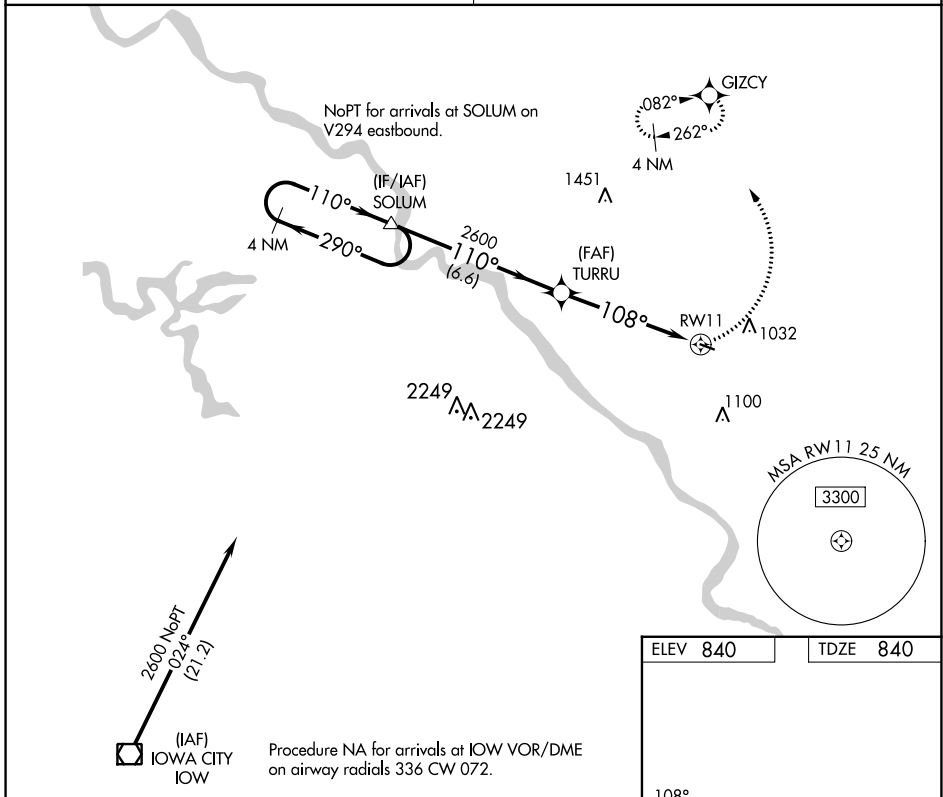 GIZCY
082°
262°
4 NM
NoPT for arrivals at SOLUM on
V294 eastbound.
1451
(IF/IAF)
SOLUM
110°
4 NM
290°
2600
110°
(6.6)
(FAF)
TURRU
108°
RW11
1032
2249
2249
1100
MSA RW11 25 NM
3300
2600 NoPT
024°
(21.2)
(IAF)
IOWA CITY
IOW
Procedure NA for arrivals at IOW VOR/DME
on airway radials 336 CW 072.
ELEV 840
TDZE 840
108°